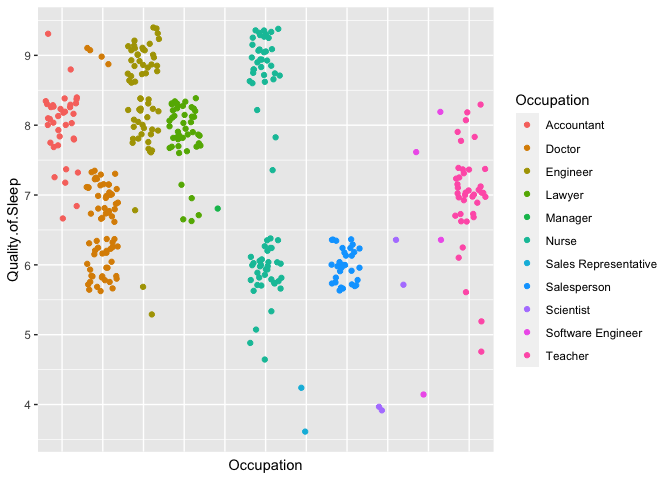 9
8
7
6
5
4
Quality.of.Sleep
Occupation
Occupation
Accountant
Doctor
Engineer
Lawyer
Manager
Nurse
Sales Representative
Salesperson
Scientist
Software Engineer
Teacher